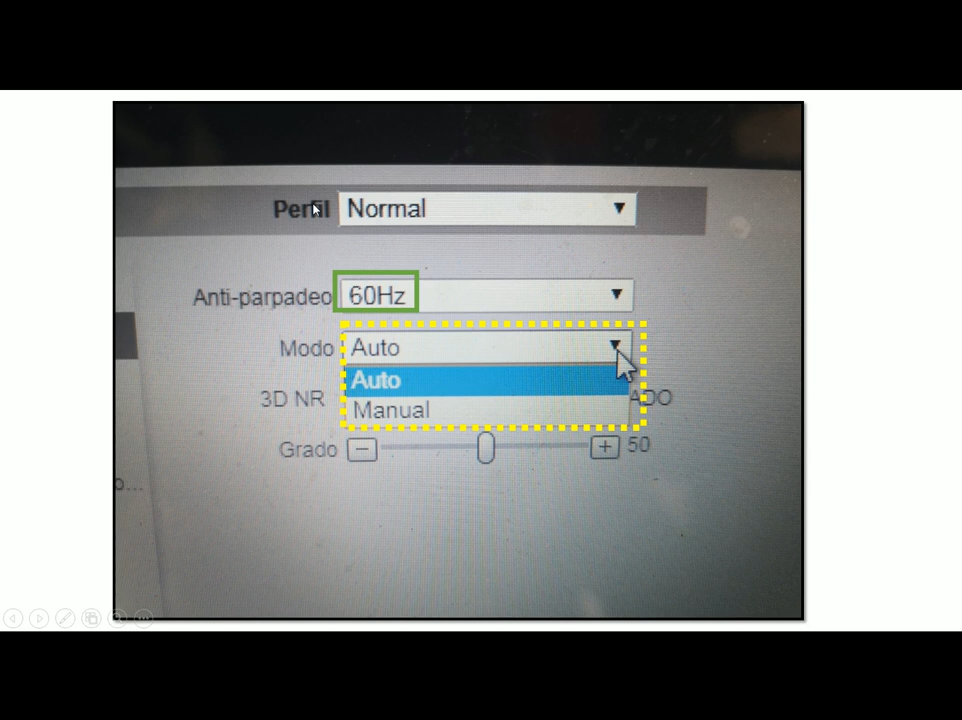 Perfil Normal
Anti-parpadeo 60Hz
Modo Auto
Auto
Manual
3D NR ADO
Grado 50
o...